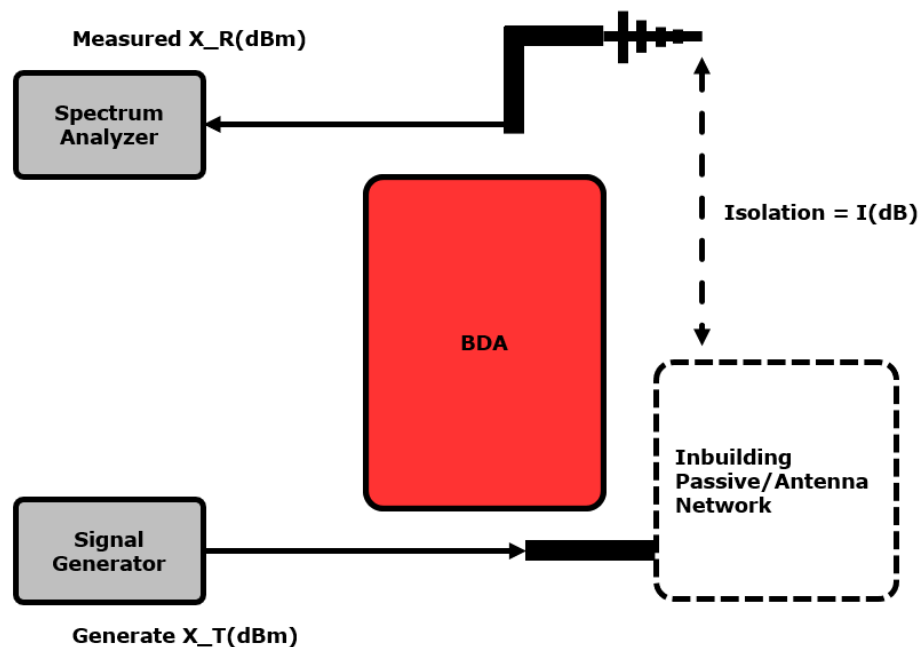 Measured X_R(dBm)
Spectrum
Analyzer
Isolation = I(dB)
BDA
Inbuilding
Passive/Antenna
Network
Signal
Generator
Generate X_T(dBm)